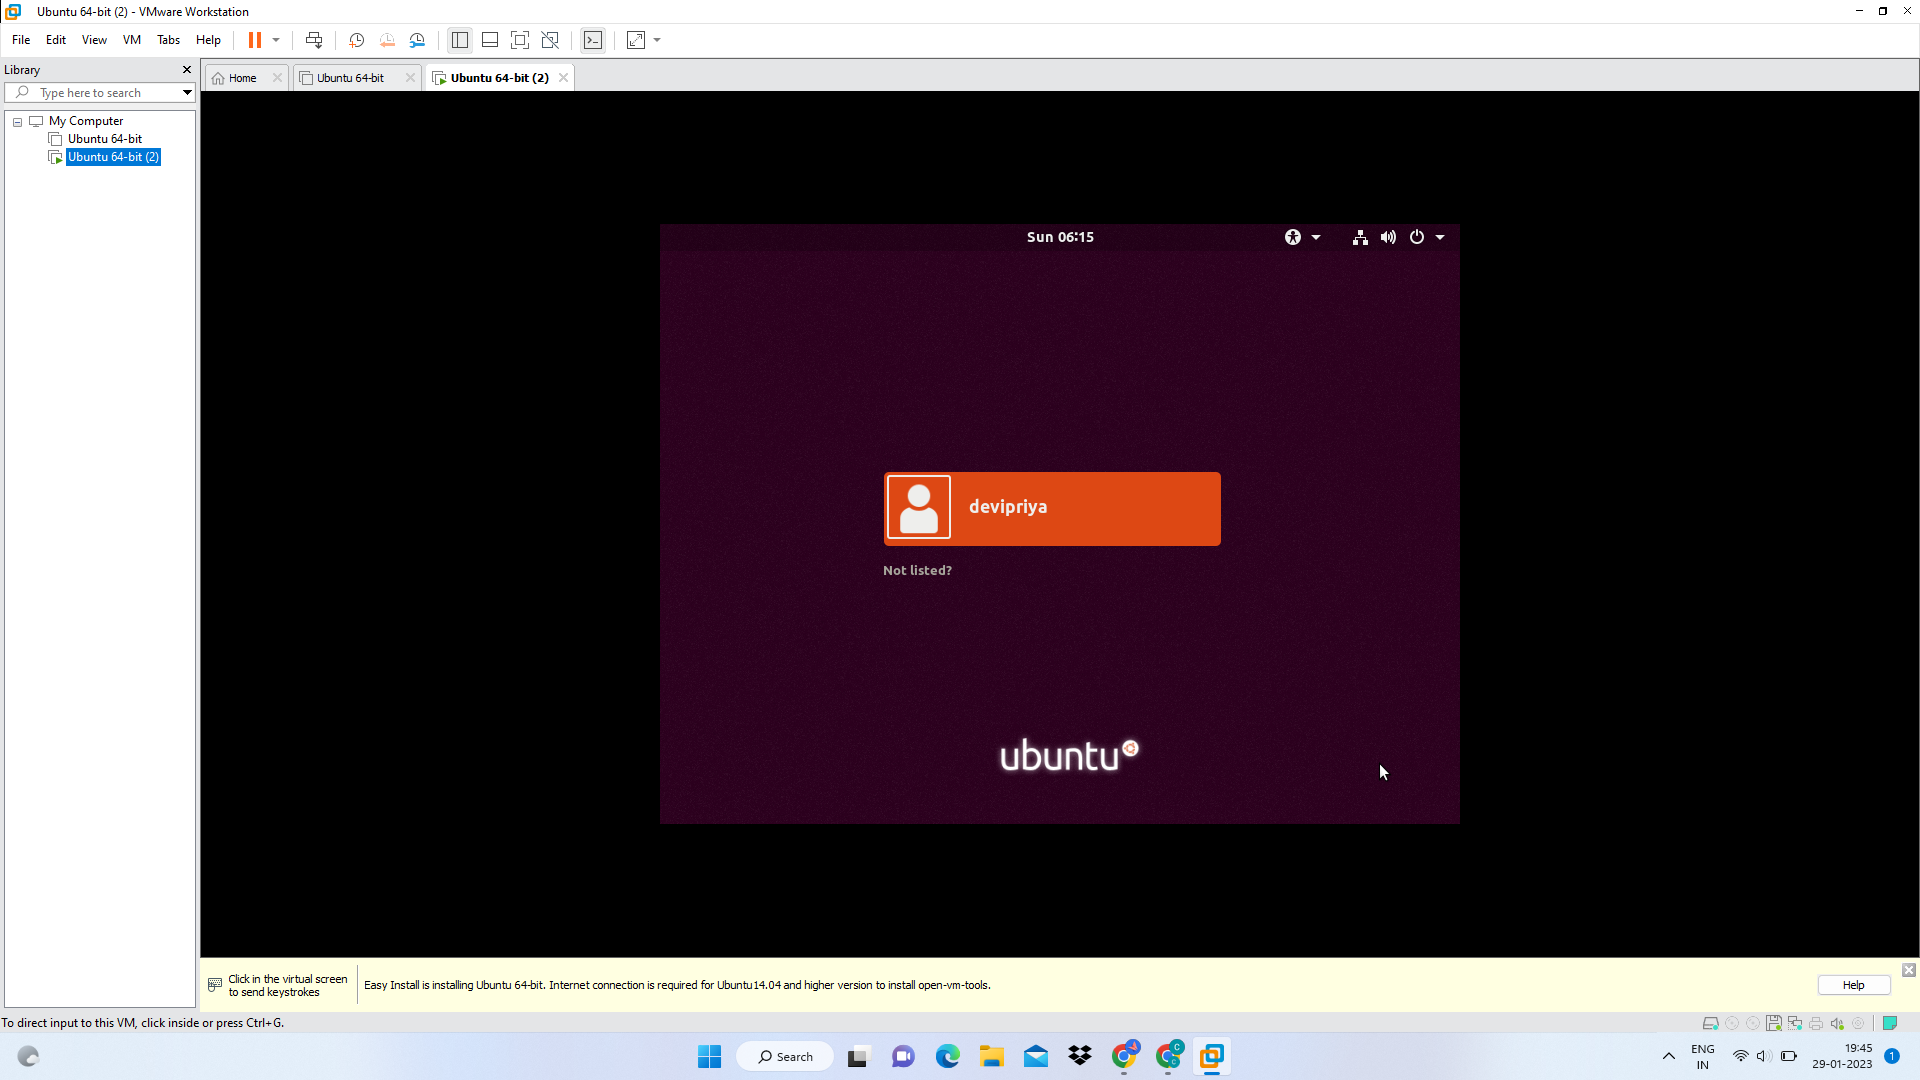 Ubuntu 64-bit (2) - VMware Workstation
File Edit View VM Tabs Help
Library
Home
Ubuntu 64-bit
Ubuntu 64-bit (2)
Type here to search
My Computer
Ubuntu 64-bit
Ubuntu 64-bit (2)
Sun 06:15
devipriya
Not listed?
ubuntu
Click in the virtual screen
to send keystrokes
Easy Install is installing Ubuntu 64-bit. Internet connection is required for Ubuntu14.04 and higher version to install open-vm-tools.
Help
To direct input to this VM, click inside or press Ctrl+G.
Search
C
C
ENG
IN
19:45
29-01-2023
1